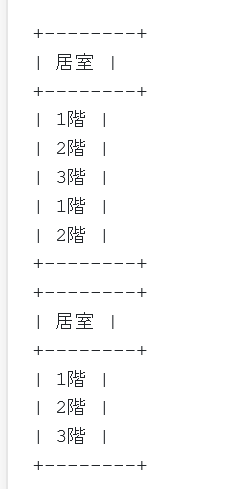 +--------+
| 居室 |
+--------+
| 1階 |
| 2階 |
| 3階 |
| 1階 |
| 2階 |
+--------+
+--------+
| 居室 |
+--------+
| 1階 |
| 2階 |
| 3階 |
+--------+